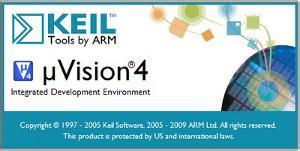 KEIL™
Tools by ARM
µV4
µVision®4
Integrated Development Environment
Copyright © 1997 - 2005 Keil Software, 2005 - 2009 ARM Ltd. All rights reserved.
This product is protected by US and international laws.